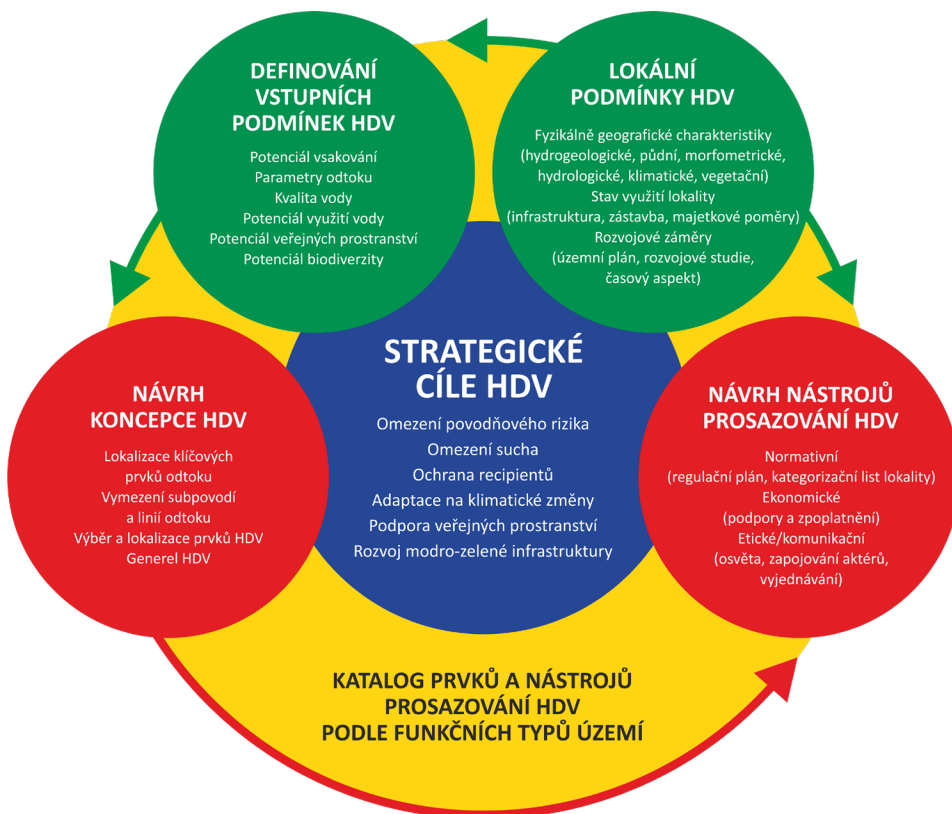 DEFINOVÁNÍ
VSTUPNÍCH
PODMÍNEK HDV
Potenciál vsakování
Parametry odtoku
Kvalita vody
Potenciál využití vody
Potenciál veřejných prostranství
Potenciál biodiverzity
LOKÁLNÍ
PODMÍNKY HDV
Fyzikálně geografické charakteristiky
(hydrogeologické, půdní, morfometrické,
hydrologické, klimatické, vegetační)
Stav využití lokality
(infrastruktura, zástavba, majetkové poměry)
Rozvojové záměry
(územní plán, rozvojové studie,
časový aspekt)
NÁVRH
KONCEPCE HDV
Lokalizace klíčových
prvků odtoku
Vymezení subpovodí
a linií odtoku
Výběr a lokalizace prvků HDV
Generel HDV
STRATEGICKÉ
CÍLE HDV
Omezení povodňového rizika
Omezení sucha
Ochrana recipientů
Adaptace na klimatické změny
Podpora veřejných prostranství
Rozvoj modro-zelené infrastruktury
NÁVRH NÁSTROJŮ
PROSAZOVÁNÍ HDV
Normativní
(regulační plán, kategorizační list lokality)
Ekonomické
(podpory a zpoplatnění)
Etické/komunikační
(osvěta, zapojování aktérů,
vyjednávání)
KATALOG PRVKŮ A NÁSTROJŮ
PROSAZOVÁNÍ HDV
PODLE FUNKČNÍCH TYPŮ ÚZEMÍ